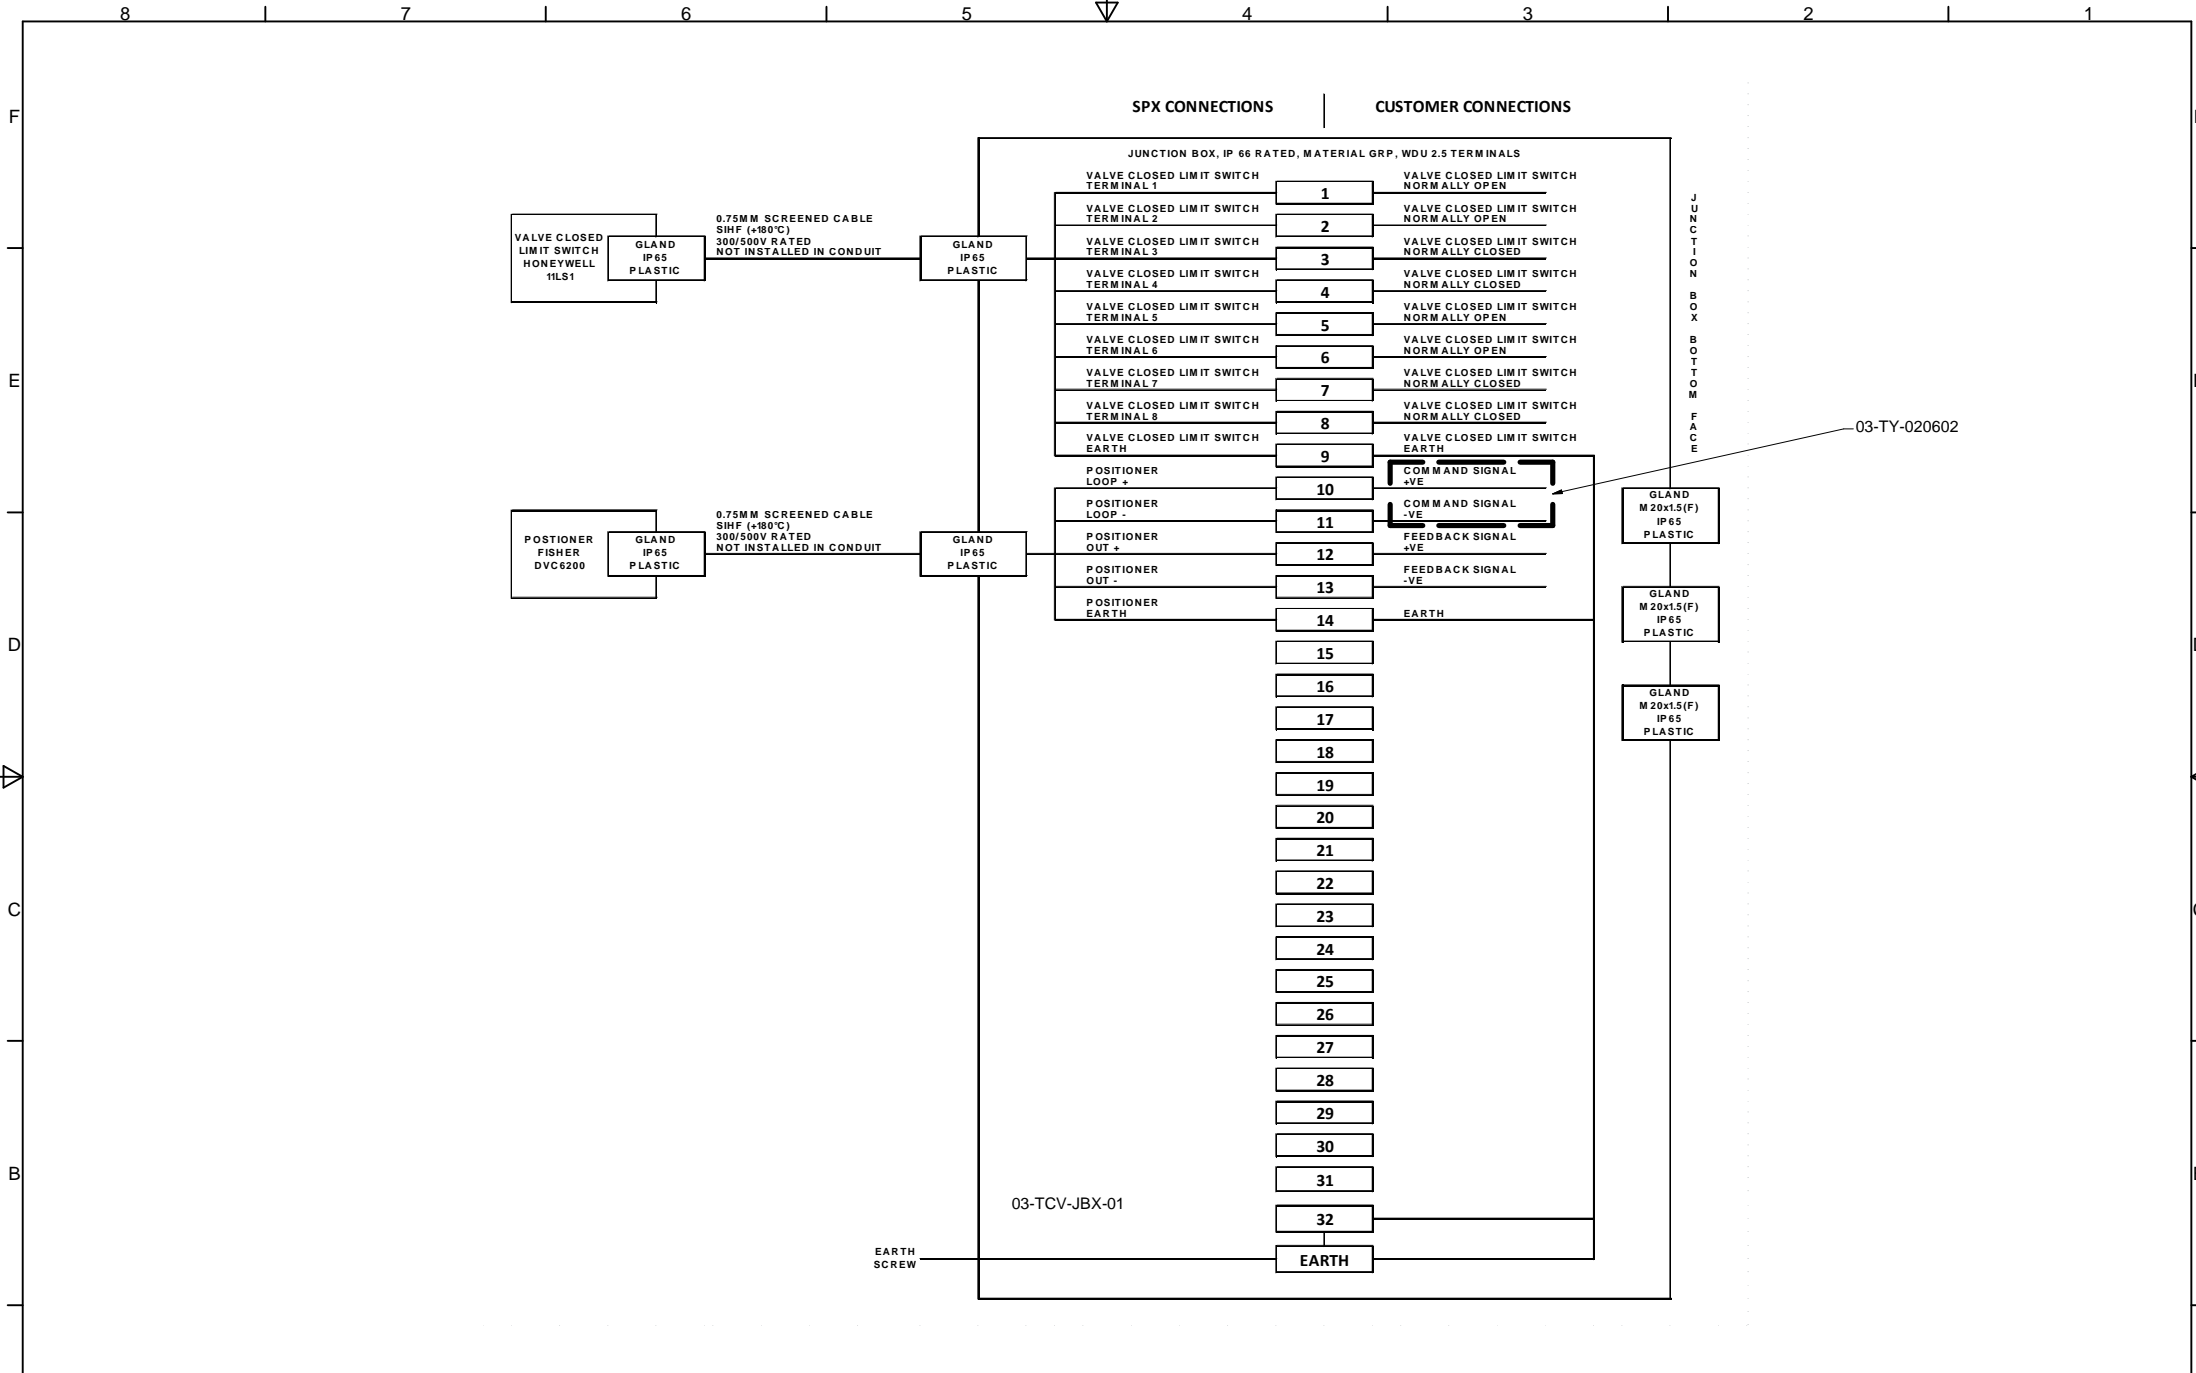 8 7 6 5 4 3 2 1
F
E
D
C
B
SPX CONNECTIONS
CUSTOMER CONNECTIONS
JUNCTION BOX, IP 66 RATED, MATERIAL GRP, WDU 2.5 TERMINALS
VALVE CLOSED
LIMIT SWITCH
HONEYWELL
11LS1
GLAND
IP65
PLASTIC
0.75MM SCREENED CABLE
SIHF (+180°C)
300/500V RATED
NOT INSTALLED IN CONDUIT
GLAND
IP65
PLASTIC
VALVE CLOSED LIMIT SWITCH
TERMINAL 1
1
VALVE CLOSED LIMIT SWITCH
NORMALLY OPEN
VALVE CLOSED LIMIT SWITCH
TERMINAL 2
2
VALVE CLOSED LIMIT SWITCH
NORMALLY OPEN
VALVE CLOSED LIMIT SWITCH
TERMINAL 3
3
VALVE CLOSED LIMIT SWITCH
NORMALLY CLOSED
VALVE CLOSED LIMIT SWITCH
TERMINAL 4
4
VALVE CLOSED LIMIT SWITCH
NORMALLY CLOSED
VALVE CLOSED LIMIT SWITCH
TERMINAL 5
5
VALVE CLOSED LIMIT SWITCH
NORMALLY OPEN
VALVE CLOSED LIMIT SWITCH
TERMINAL 6
6
VALVE CLOSED LIMIT SWITCH
NORMALLY OPEN
VALVE CLOSED LIMIT SWITCH
TERMINAL 7
7
VALVE CLOSED LIMIT SWITCH
NORMALLY CLOSED
VALVE CLOSED LIMIT SWITCH
TERMINAL 8
8
VALVE CLOSED LIMIT SWITCH
NORMALLY CLOSED
VALVE CLOSED LIMIT SWITCH
EARTH
9
VALVE CLOSED LIMIT SWITCH
EARTH
POSTIONER
FISHER
DVC6200
GLAND
IP65
PLASTIC
0.75MM SCREENED CABLE
SIHF (+180°C)
300/500V RATED
NOT INSTALLED IN CONDUIT
GLAND
IP65
PLASTIC
POSITIONER
LOOP +
10
COMMAND SIGNAL
+VE
POSITIONER
LOOP -
11
COMMAND SIGNAL
-VE
POSITIONER
OUT +
12
FEEDBACK SIGNAL
+VE
POSITIONER
OUT -
13
FEEDBACK SIGNAL
-VE
POSITIONER
EARTH
14
EARTH
15
16
17
18
19
20
21
22
23
24
25
26
27
28
29
30
31
32
EARTH
EARTH
SCREW
03-TCV-JBX-01
JUNCTION BOX BOTTOM FACE
03-TY-020602
GLAND
M20x1.5(F)
IP65
PLASTIC
GLAND
M20x1.5(F)
IP65
PLASTIC
GLAND
M20x1.5(F)
IP65
PLASTIC